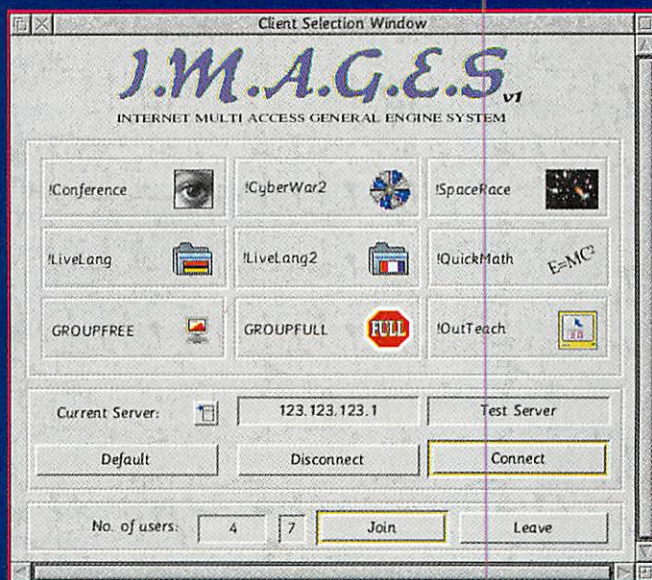 Client Selection Window
J.M.A.G.E.S v1
INTERNET MULTI ACCESS GENERAL ENGINE SYSTEM
!Conference !CyberWar2 !SpaceRace
!LiveLang !LiveLang2 !QuickMath E=MC²
GROUPFREE GROUPFULL FULL !OutTeach
Current Server: 123.123.123.1 Test Server
Default Disconnect Connect
No. of users: 4 7 Join Leave